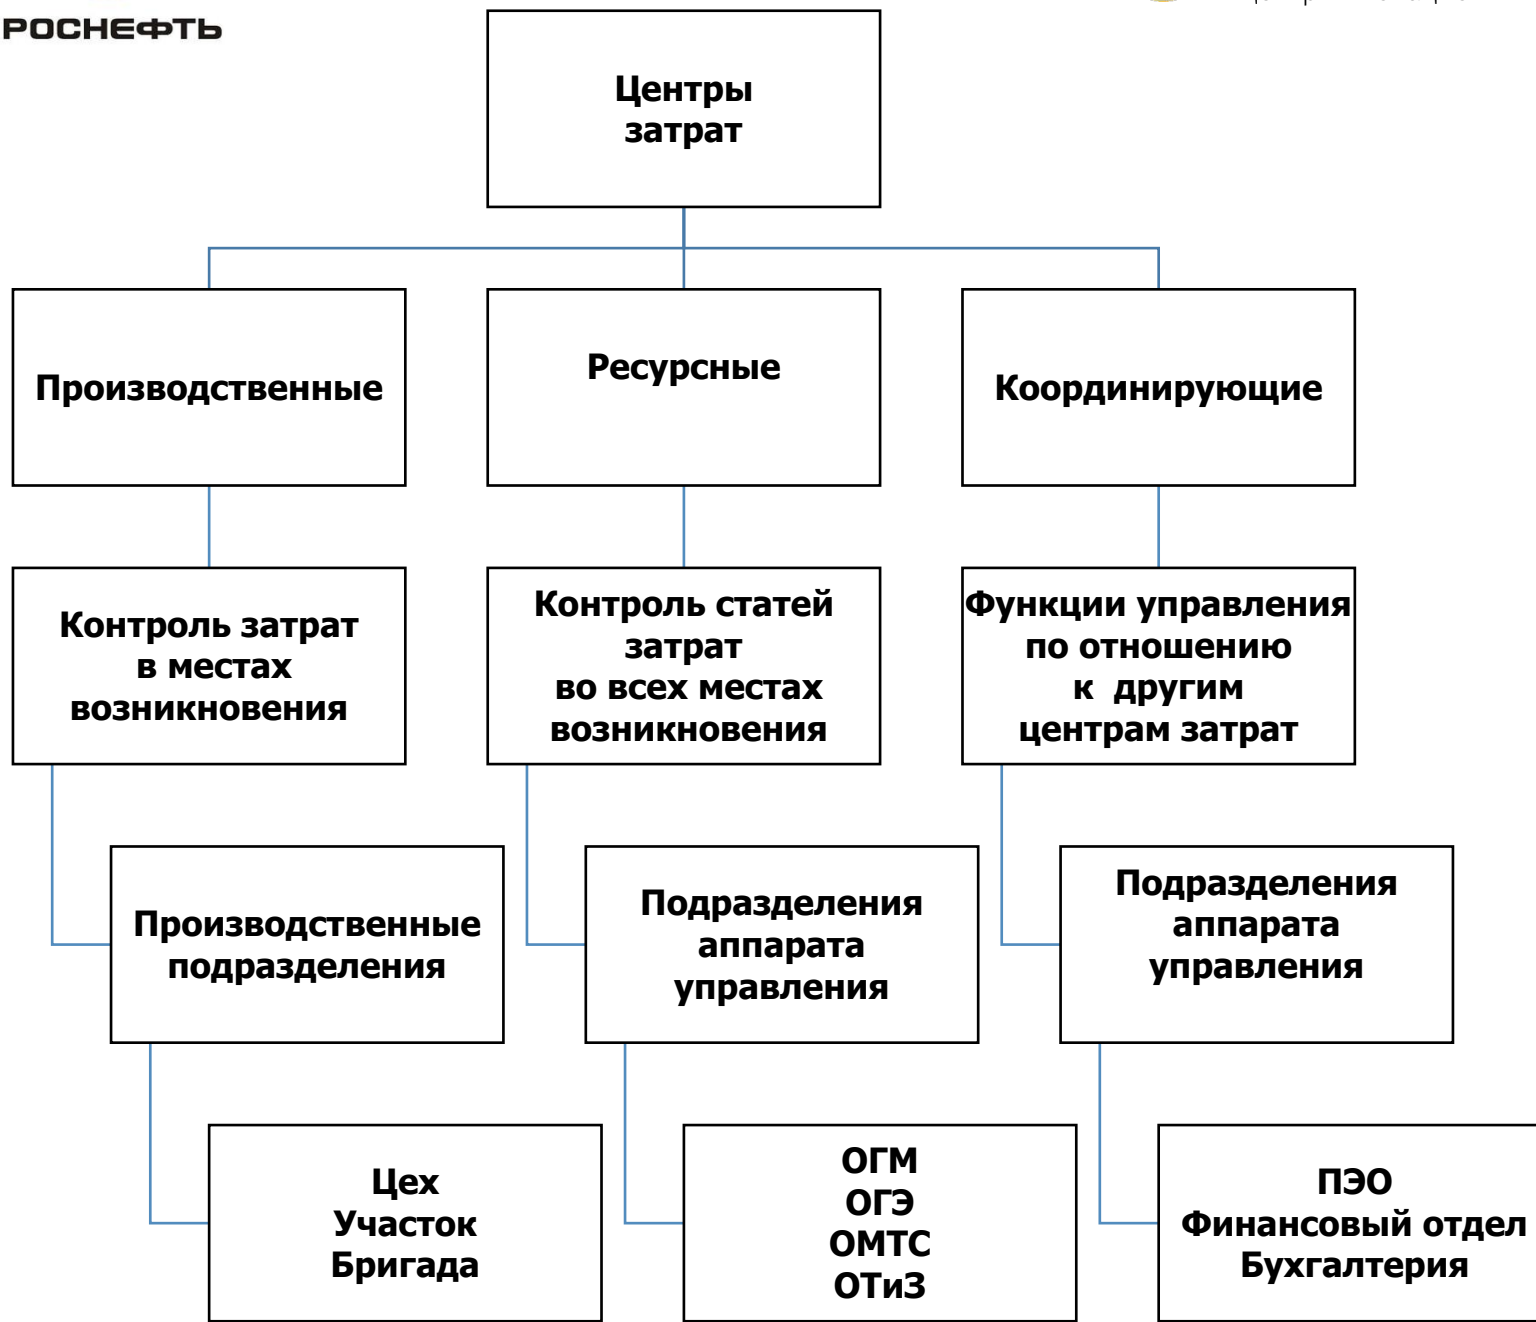 РОСНЕФТЬ
Центры
затрат
Производственные
Ресурсные
Координирующие
Контроль затрат
в местах
возникновения
Контроль статей
затрат
во всех местах
возникновения
Функции управления
по отношению
к другим
центрам затрат
Производственные
подразделения
Подразделения
аппарата
управления
Подразделения
аппарата
управления
Цех
Участок
Бригада
ОГМ
ОГЭ
ОМТС
ОТиЗ
ПЭО
Финансовый отдел
Бухгалтерия